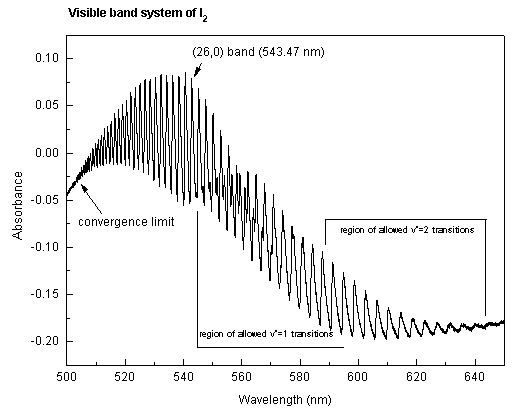 Visible band system of I2
(26,0) band (543.47 nm)
0.10
0.05
0.00
-0.05
-0.10
-0.15
-0.20
Absorbance
convergence limit
region of allowed v"=2 transitions
region of allowed v"=1 transitions
500 520 540 560 580 600 620 640
Wavelength (nm)